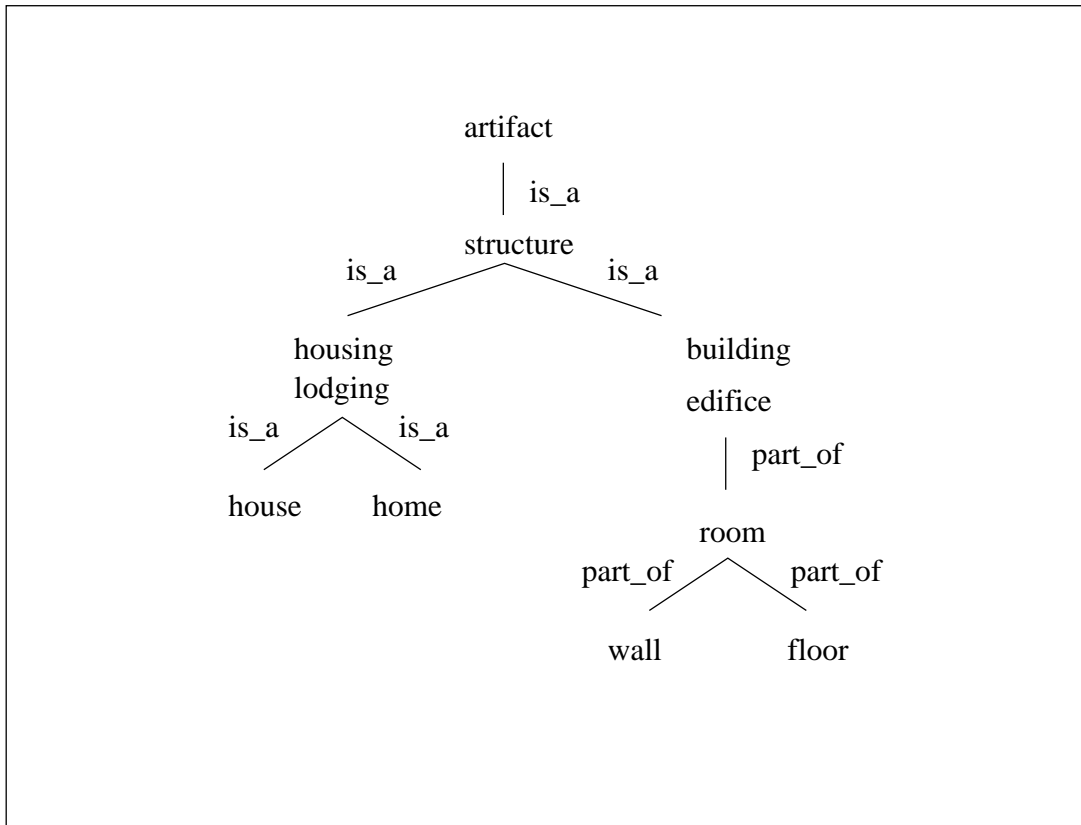 artifact
is_a
structure
is_a is_a
housing building
lodging edifice
is_a is_a part_of
house home
room
part_of part_of
wall floor